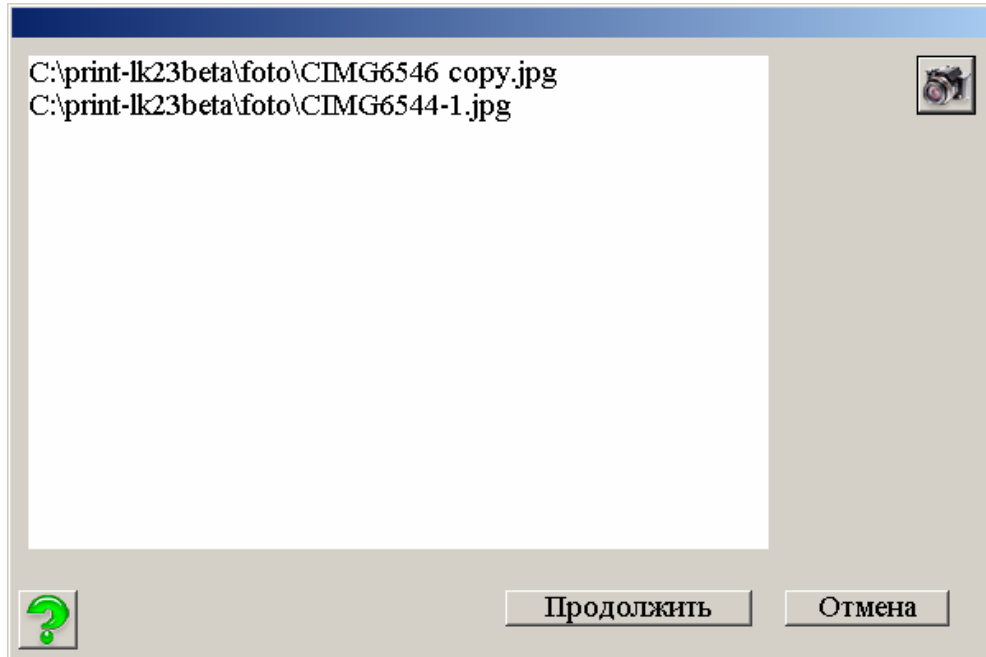 C:\print-lk23beta\foto\CIMG6546 copy.jpg
C:\print-lk23beta\foto\CIMG6544-1.jpg
Продолжить
Отмена